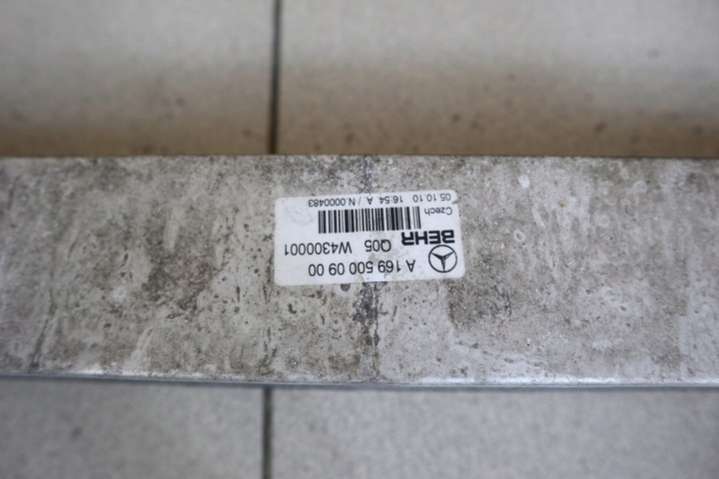 A 169 500 09 00
BEHR Q05 W4300001
Czech
05.10.10 16:54 A. / N.0000483